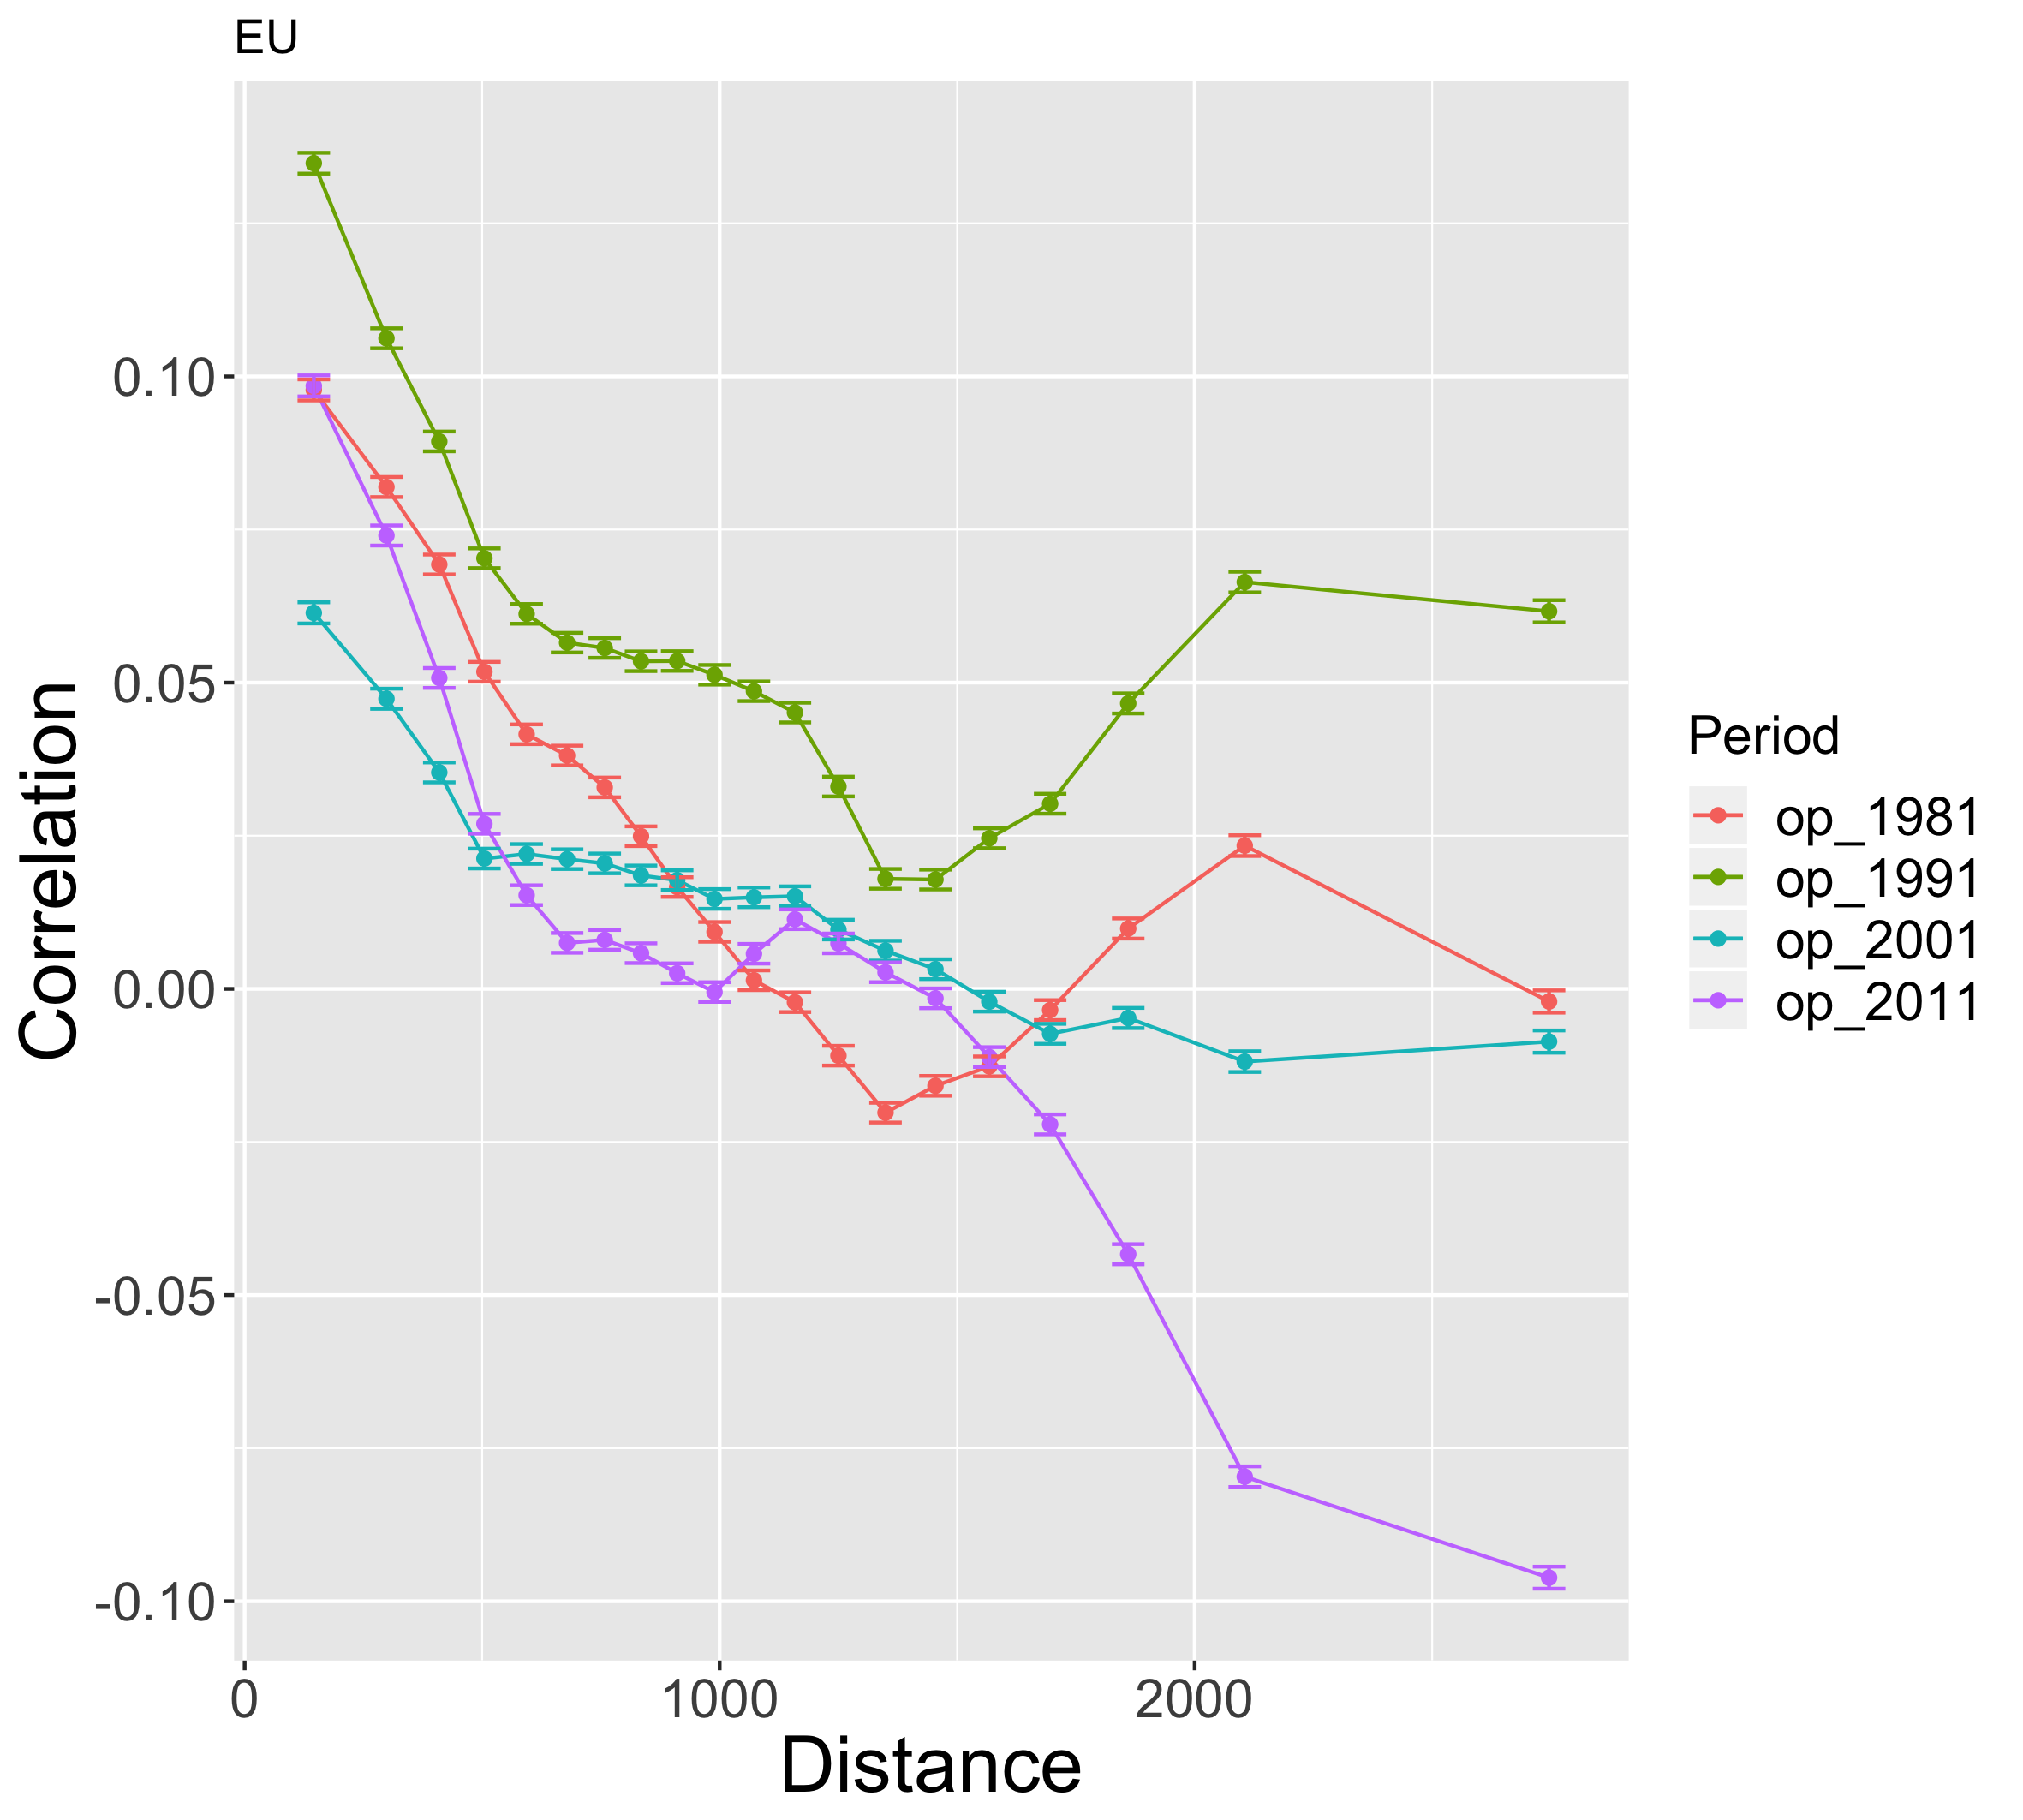 EU
Correlation
0.10
0.05
0.00
-0.05
-0.10
0
1000
2000
Distance
Period
op_1981
op_1991
op_2001
op_2011